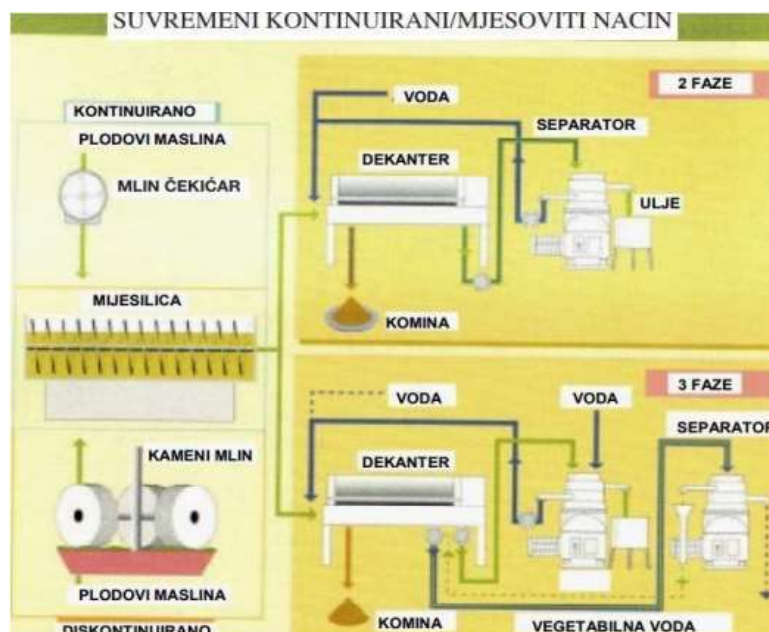 SUVREMENI KONTINUIRANI/MJESOVITI NACIN
KONTINUIRANO
PLODOVI MASLINA
MLIN ČEKIĆAR
MIJESILICA
KAMENI MLIN
PLODOVI MASLINA
DISKONTINUIRANO
2 FAZE
VODA
SEPARATOR
DEKANTER
ULJE
KOMINA
3 FAZE
VODA
VODA
SEPARATOR
DEKANTER
KOMINA
VEGETABILNA VODA